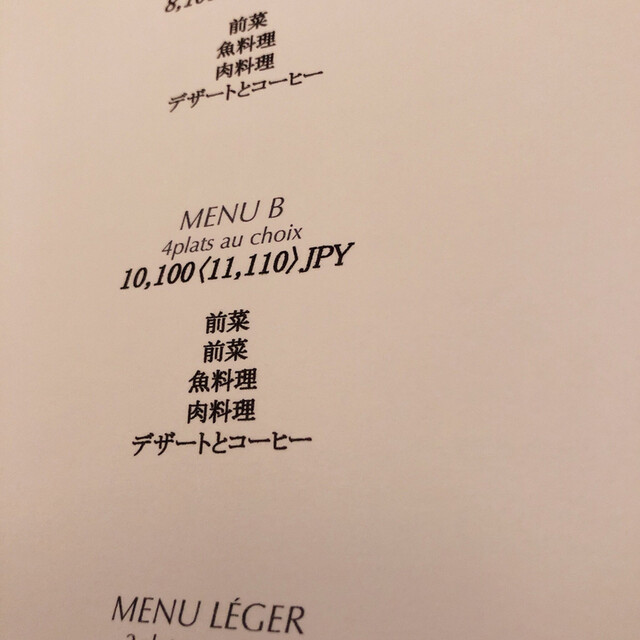 前菜
魚料理
肉料理
デザートとコーヒー
MENU B
4plats au choix
10,100〈11,110〉JPY
前菜
前菜
魚料理
肉料理
デザートとコーヒー
MENU LÉGER